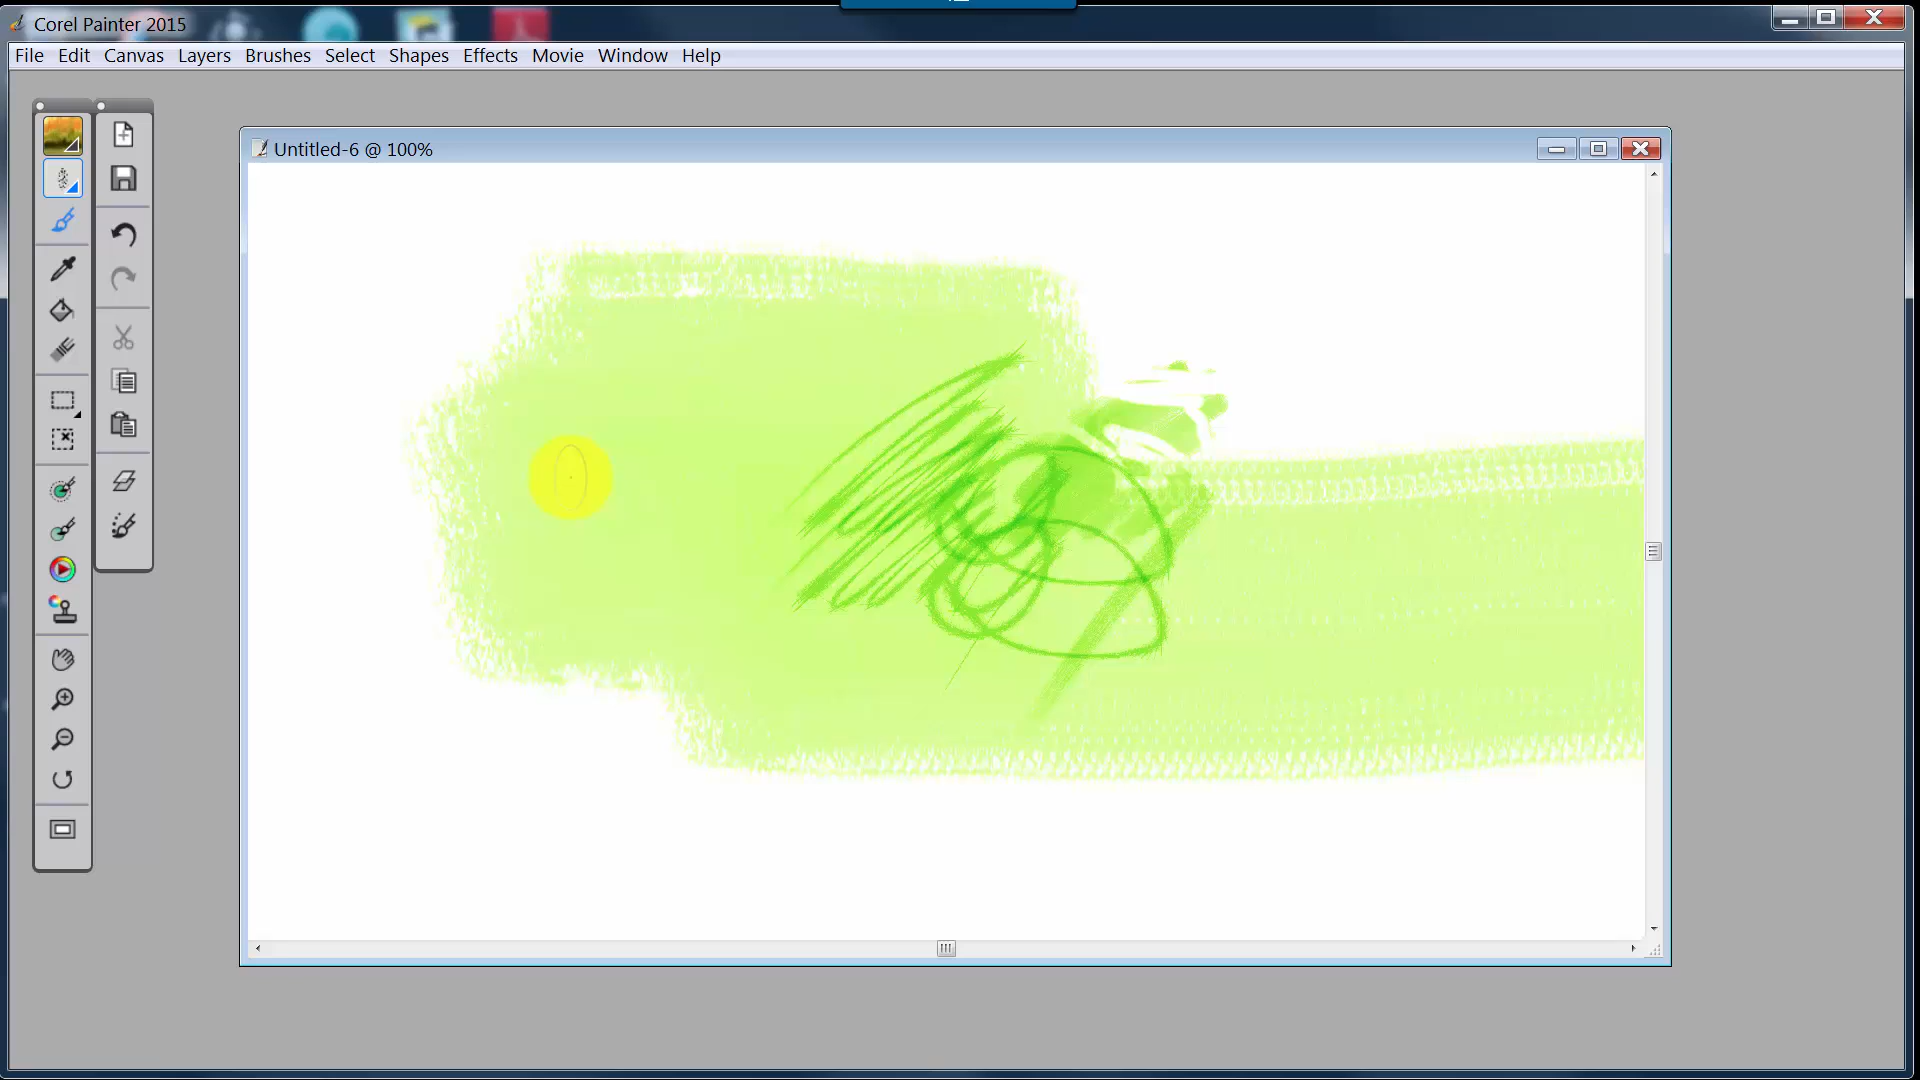 Corel Painter 2015
File Edit Canvas Layers Brushes Select Shapes Effects Movie Window Help
Untitled-6 @ 100%